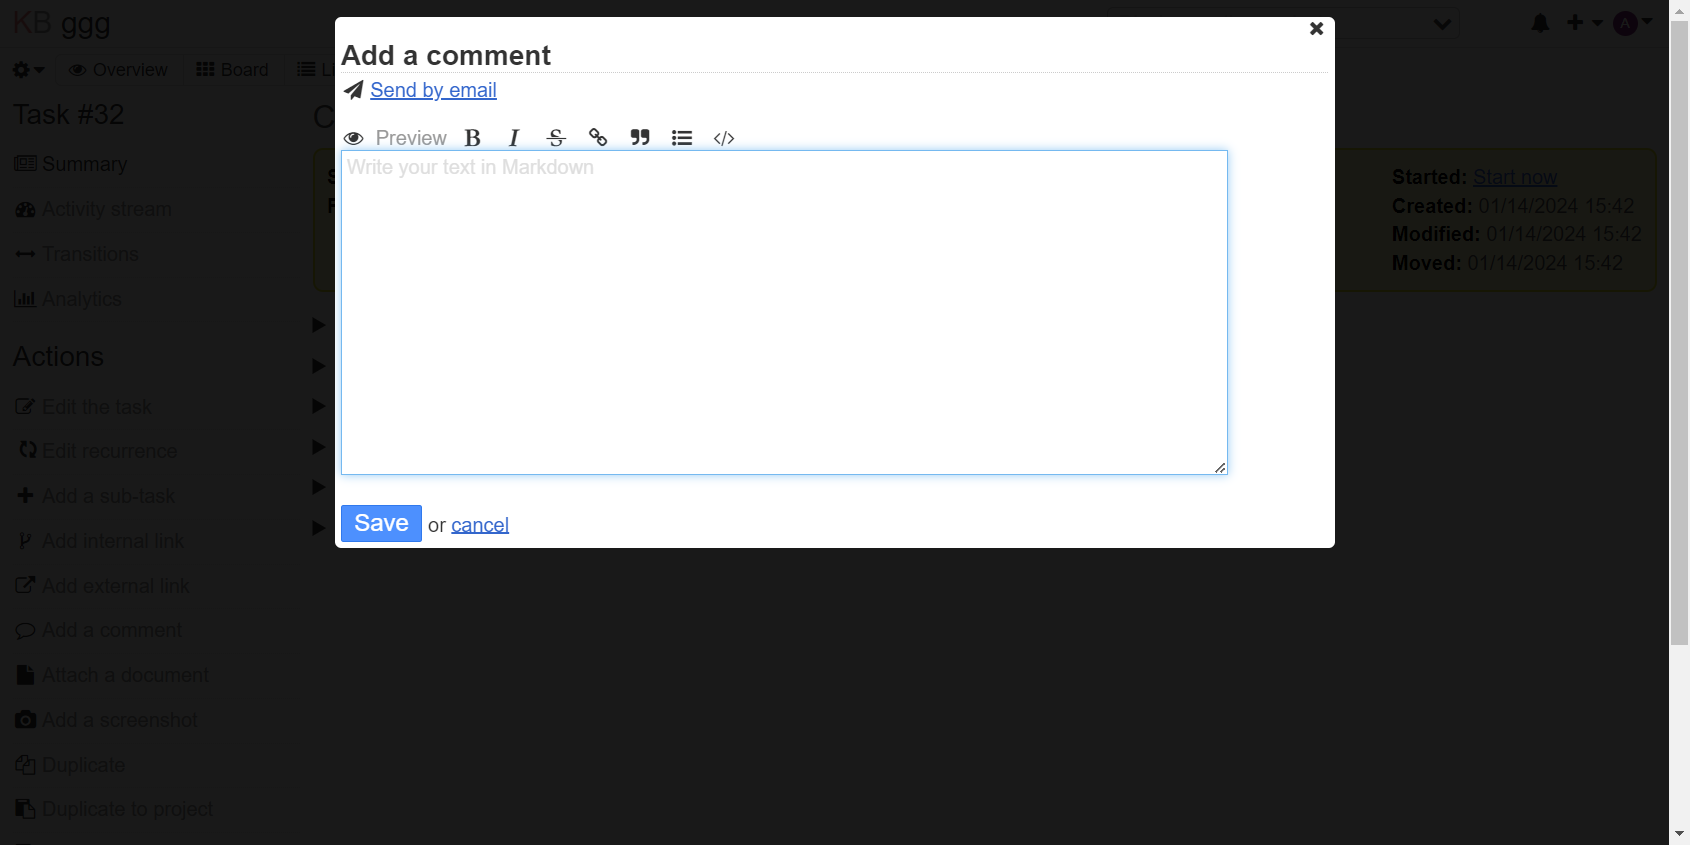 KB ggg
A
Overview
Board
Task #32
Summary
Activity stream
Transitions
Analytics
Actions
Edit the task
Edit recurrence
Add a sub-task
Add internal link
Add external link
Add a comment
Attach a document
Add a screenshot
Duplicate
Duplicate to project
Add a comment
Send by email
Preview B I S
Write your text in Markdown
Save or cancel
Started: Start now
Created: 01/14/2024 15:42
Modified: 01/14/2024 15:42
Moved: 01/14/2024 15:42